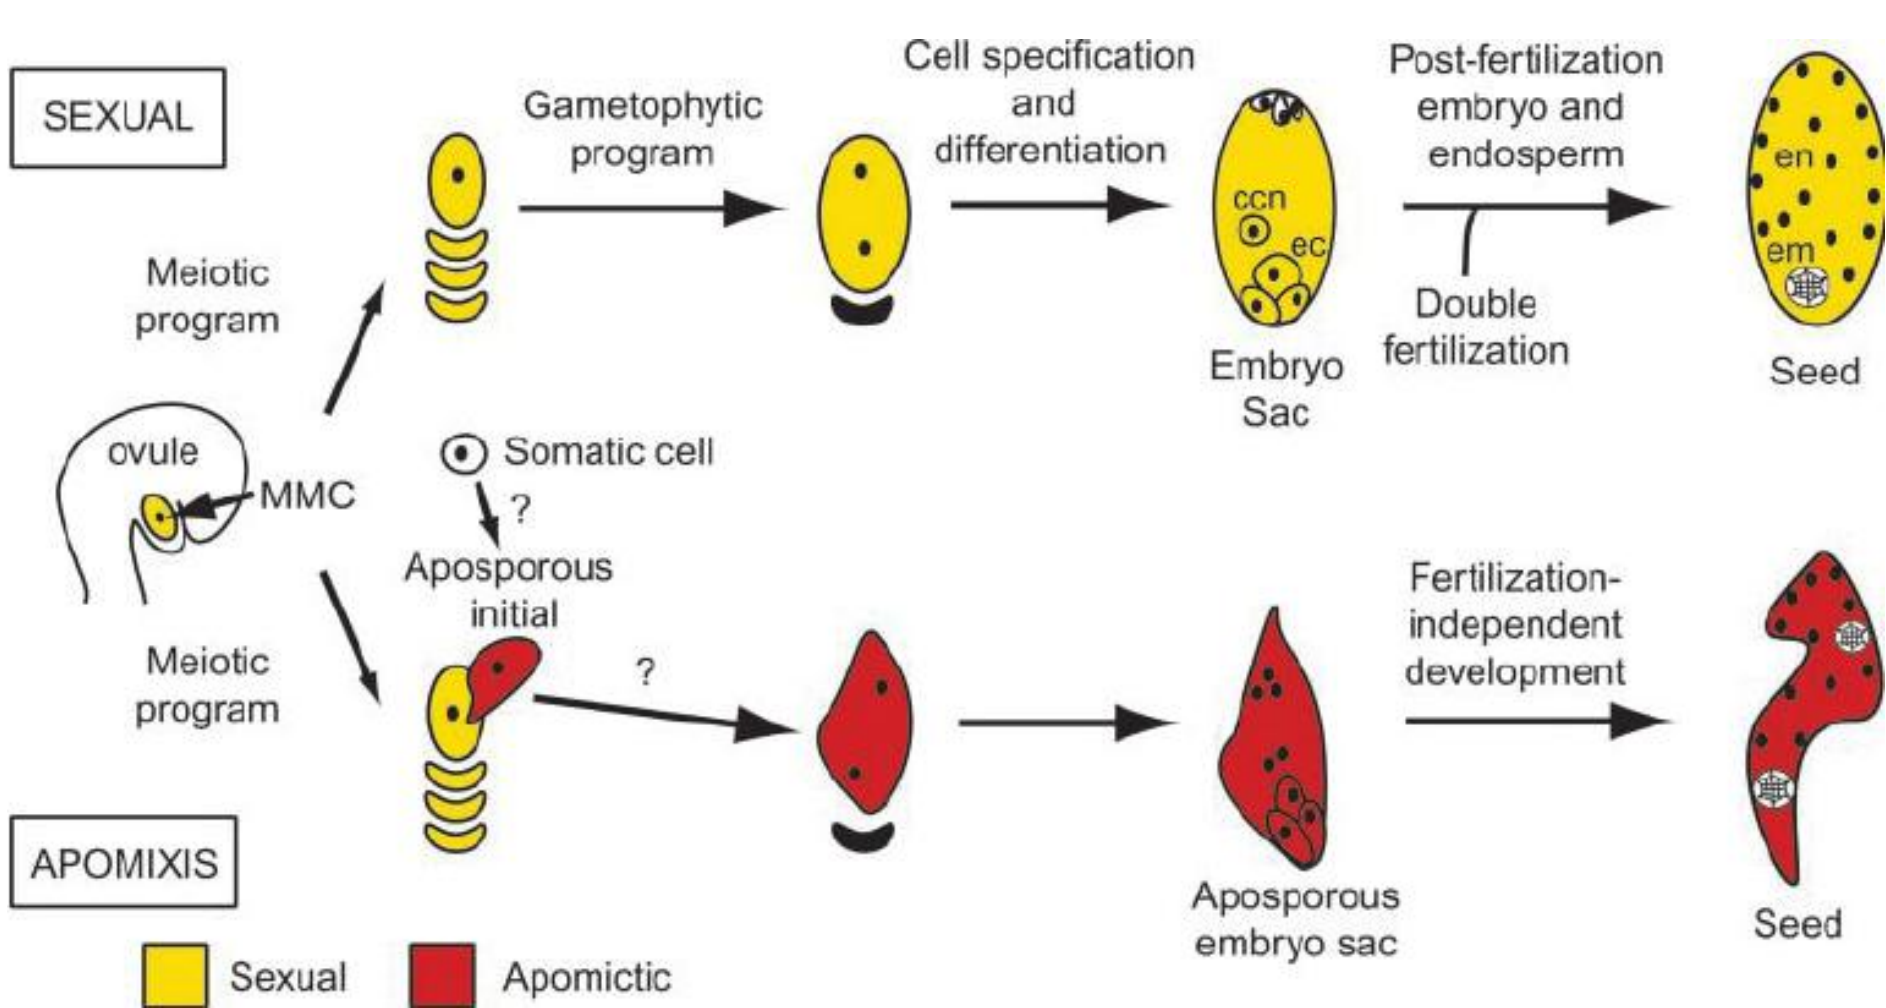 SEXUAL
Meiotic
program
Gametophytic
program
Cell specification
and
differentiation
ccn
ec
Embryo
Sac
Post-fertilization
embryo and
endosperm
Double
fertilization
en
em
Seed
ovule
MMC
Somatic cell
?
Aposporous
initial
Meiotic
program
?
Aposporous
embryo sac
Fertilization-
independent
development
Seed
APOMIXIS
Sexual
Apomictic